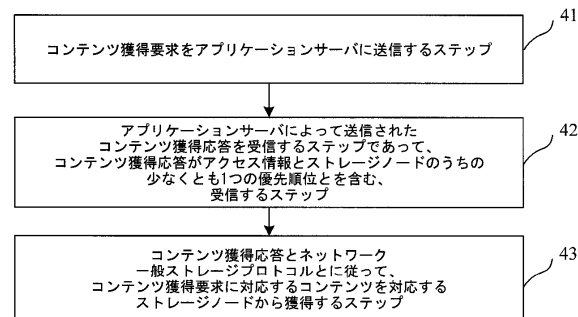 41
コンテンツ獲得要求をアプリケーションサーバに送信するステップ
42
アプリケーションサーバによって送信された
コンテンツ獲得応答を受信するステップであって、
コンテンツ獲得応答がアクセス情報とストレージノードのうちの
少なくとも1つの優先順位とを含む、
受信するステップ
43
コンテンツ獲得応答とネットワーク
一般ストレージプロトコルとに従って、
コンテンツ獲得要求に対応するコンテンツを対応する
ストレージノードから獲得するステップ